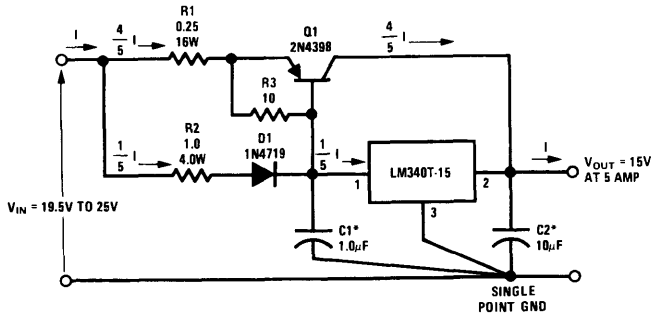 I
4/5 I
R1
0.25
16W
Q1
2N4398
4/5 I
R3
10
1/5 I
R2
1.0
4.0W
D1
1N4719
1/5 I
1
LM340T-15
2
3
I
VOUT = 15V
AT 5 AMP
VIN = 19.5V TO 25V
C1*
1.0μF
C2*
10μF
SINGLE
POINT GND